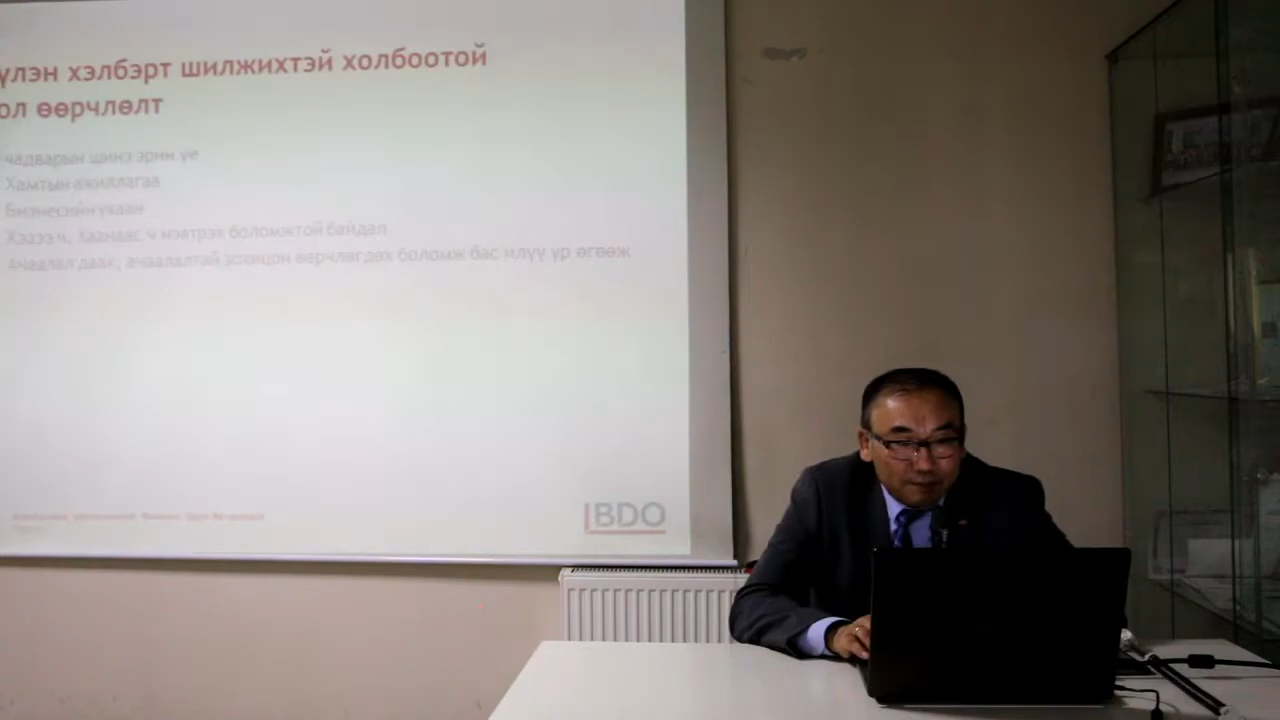 үлэн хэлбэрт шилжихтэй холбоотой
ол өөрчлөлт
чадварын шинэ эрин үе
Хамтын ажиллагаа
Бизнесийн ухаан
Хэзээ ч, хаанаас ч нэвтрэх боломжтой байдал
Ачаалал даах, ачаалалтай зохицон өөрчлөгдөх боломж бас илүү үр өгөөж
BDO